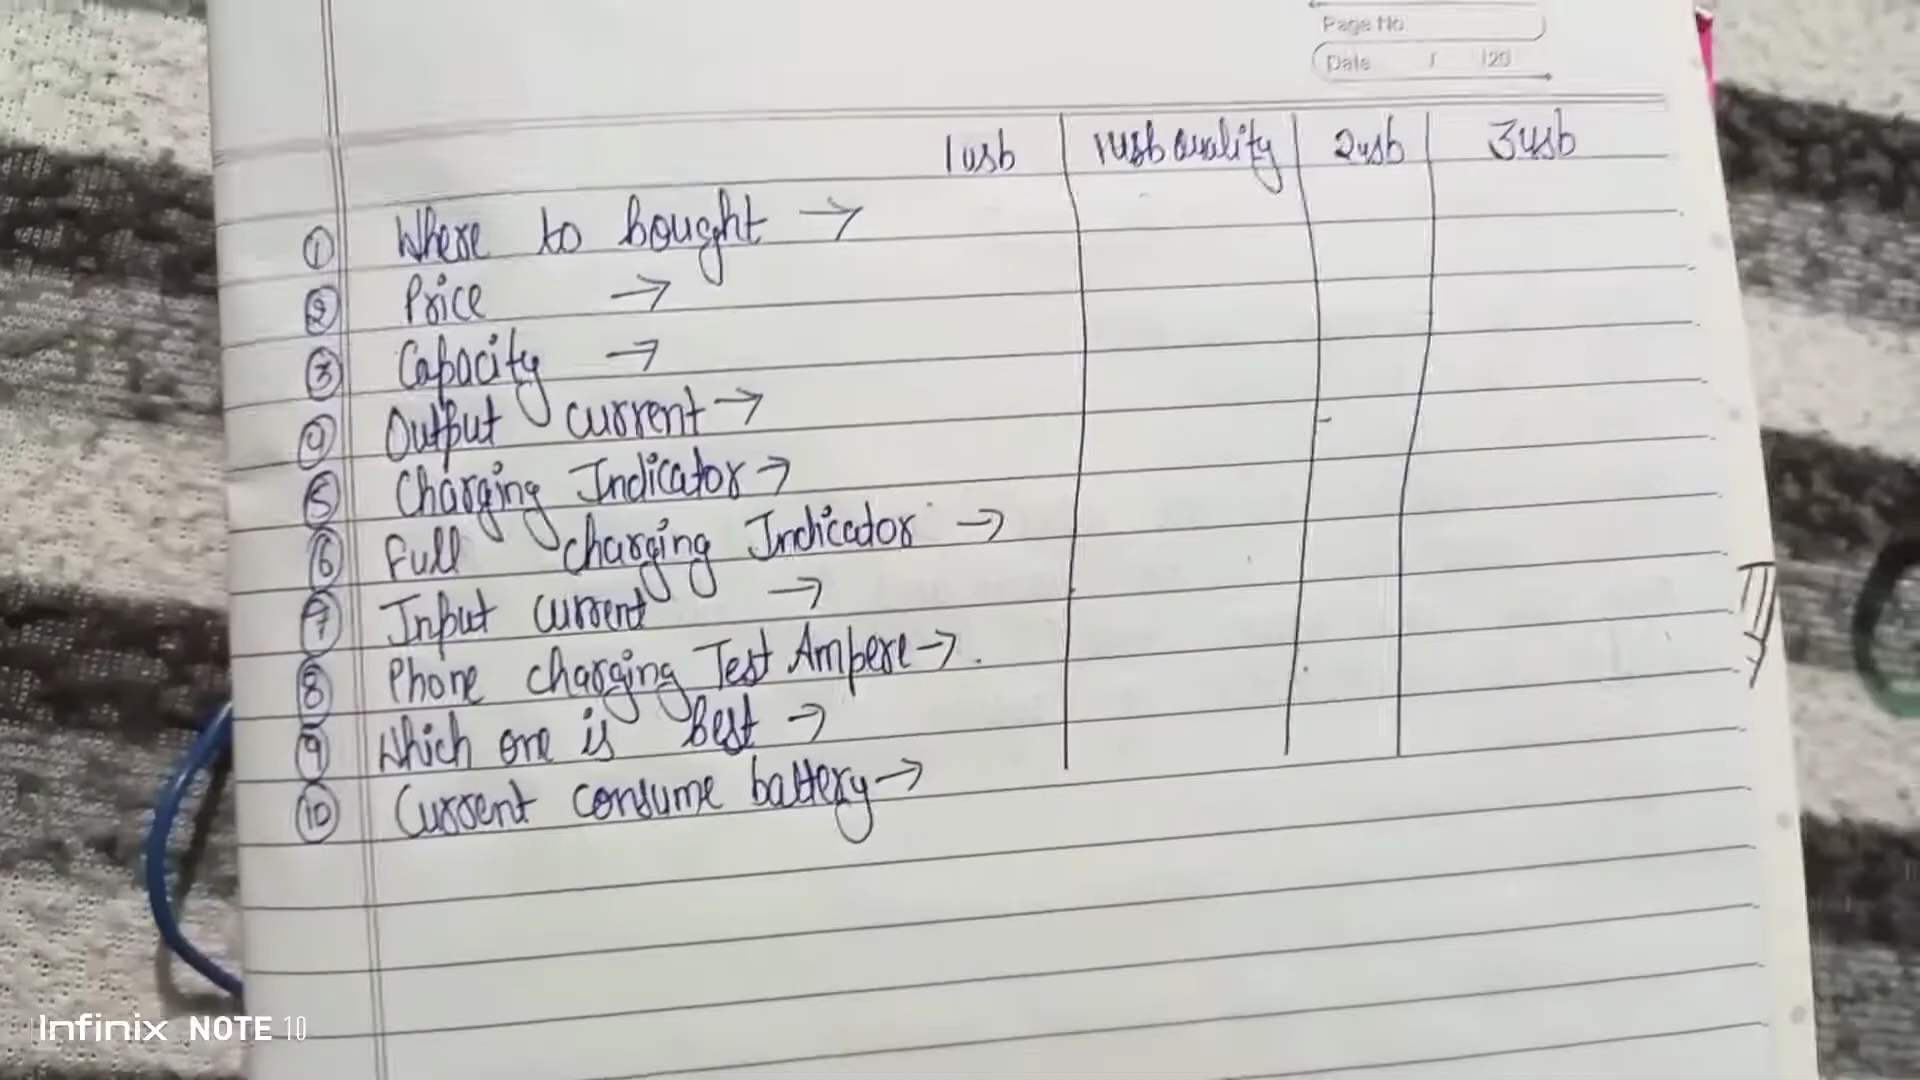 Page No
Date / /20
1usb 1usb quality 2usb 3usb
① Where to bought →
② Price →
③ Capacity →
④ Output current →
⑤ Charging Indicator →
⑥ Full charging Indicator →
⑦ Input current →
⑧ Phone charging Test Ampere →
⑨ Which one is best →
⑩ Current consume battery →
Infinix NOTE 10